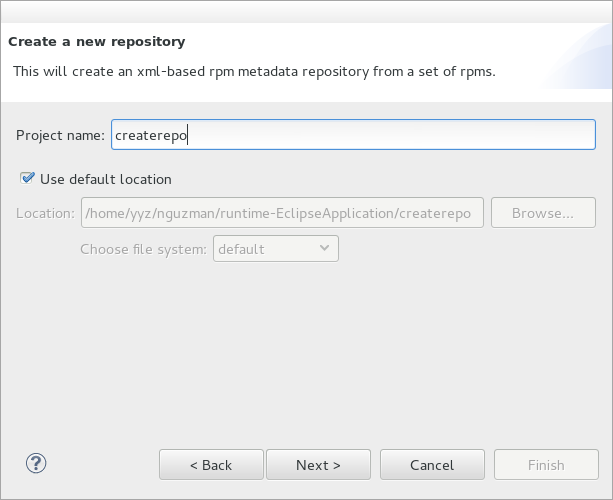 Create a new repository
This will create an xml-based rpm metadata repository from a set of rpms.
Project name: createrepo
Use default location
Location: /home/yyz/nguzman/runtime-EclipseApplication/createrepo Browse...
Choose file system: default
? < Back Next > Cancel Finish